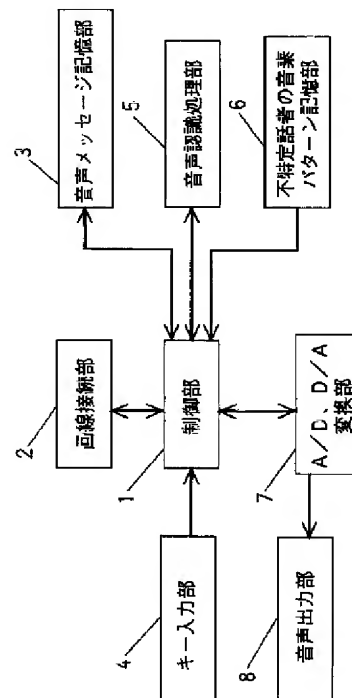 2
回線接続部
3
音声メッセージ記憶部
4
キー入力部
1
制御部
5
音声認識処理部
8
音声出力部
7
A/D、D/A
変換部
6
不特定話者の音素
パターン記憶部